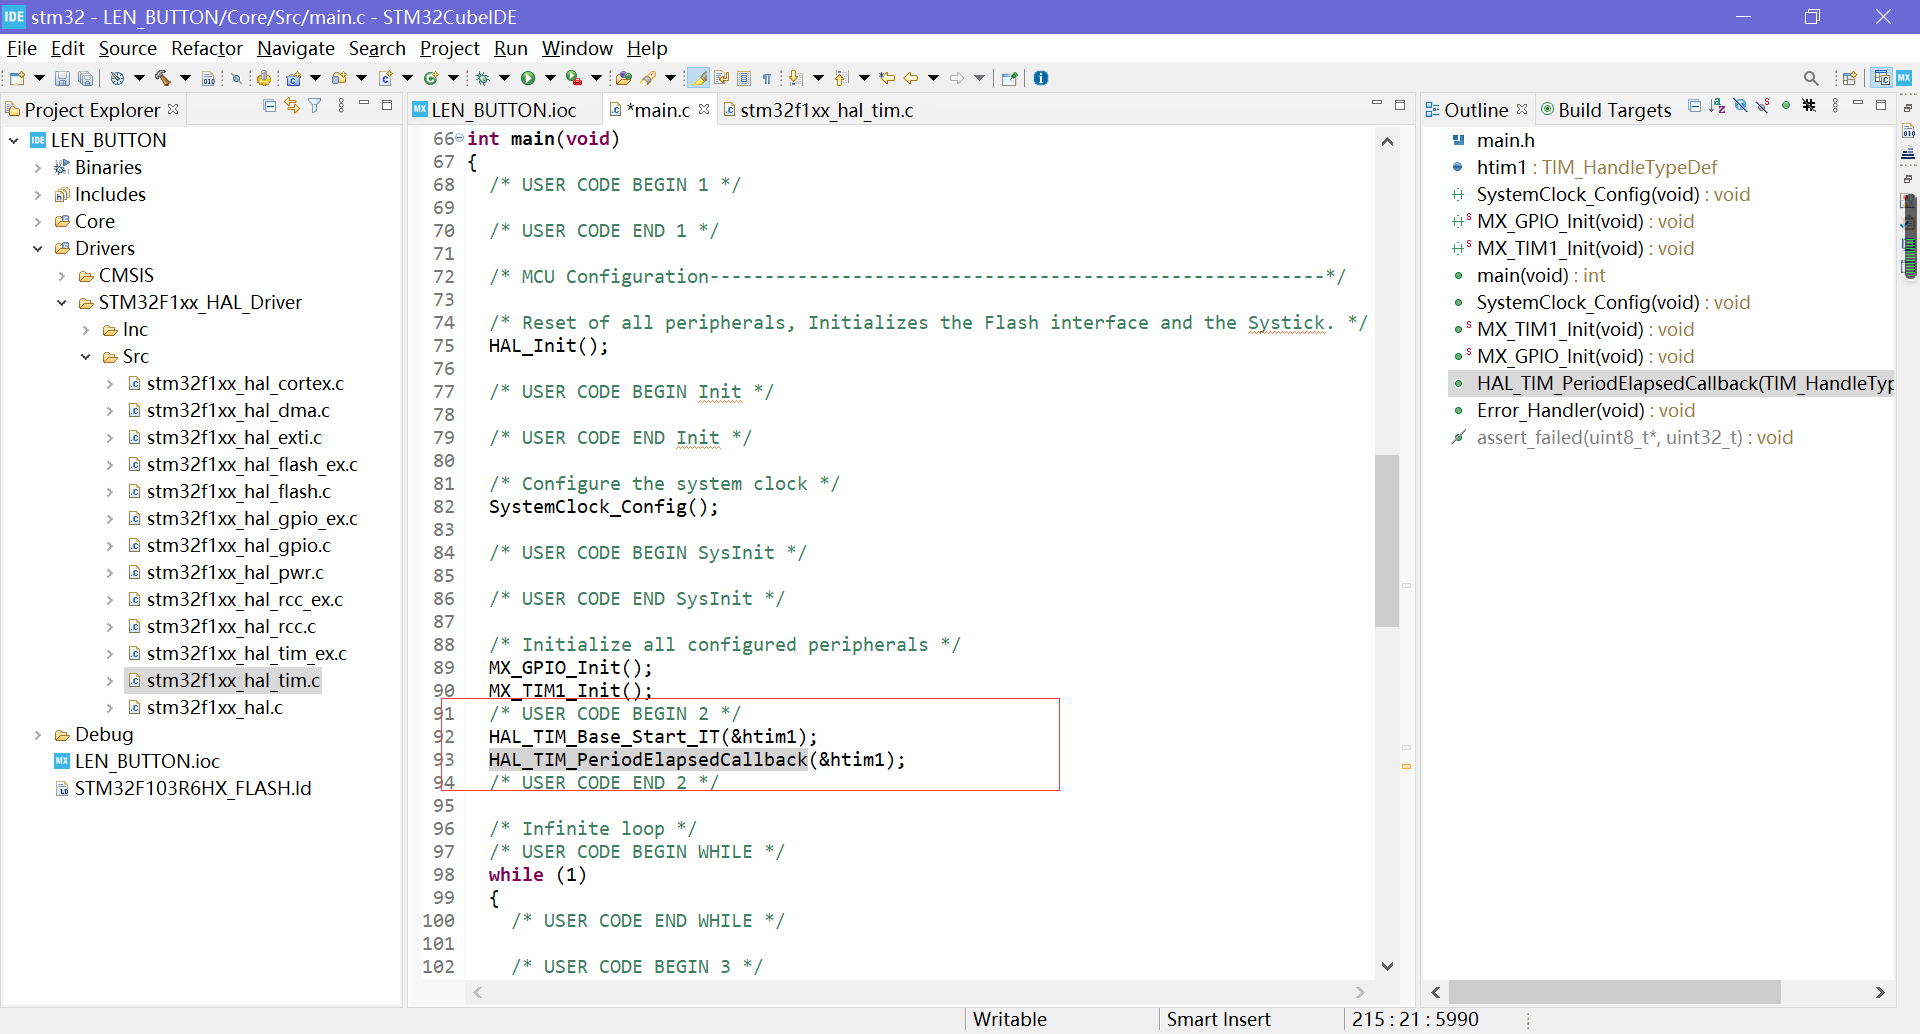 IDE stm32 - LEN_BUTTON/Core/Src/main.c - STM32CubeIDE
File Edit Source Refactor Navigate Search Project Run Window Help
Project Explorer
LEN_BUTTON
Binaries
Includes
Core
Drivers
CMSIS
STM32F1xx_HAL_Driver
Inc
Src
stm32f1xx_hal_cortex.c
stm32f1xx_hal_dma.c
stm32f1xx_hal_exti.c
stm32f1xx_hal_flash_ex.c
stm32f1xx_hal_flash.c
stm32f1xx_hal_gpio_ex.c
stm32f1xx_hal_gpio.c
stm32f1xx_hal_pwr.c
stm32f1xx_hal_rcc_ex.c
stm32f1xx_hal_rcc.c
stm32f1xx_hal_tim_ex.c
stm32f1xx_hal_tim.c
stm32f1xx_hal.c
Debug
LEN_BUTTON.ioc
STM32F103R6HX_FLASH.ld
LEN_BUTTON.ioc *main.c stm32f1xx_hal_tim.c
66 int main(void)
67 {
68 /* USER CODE BEGIN 1 */
69
70 /* USER CODE END 1 */
71
72 /* MCU Configuration--------------------------------------------------------*/
73
74 /* Reset of all peripherals, Initializes the Flash interface and the Systick. */
75 HAL_Init();
76
77 /* USER CODE BEGIN Init */
78
79 /* USER CODE END Init */
80
81 /* Configure the system clock */
82 SystemClock_Config();
83
84 /* USER CODE BEGIN SysInit */
85
86 /* USER CODE END SysInit */
87
88 /* Initialize all configured peripherals */
89 MX_GPIO_Init();
90 MX_TIM1_Init();
91 /* USER CODE BEGIN 2 */
92 HAL_TIM_Base_Start_IT(&htim1);
93 HAL_TIM_PeriodElapsedCallback(&htim1);
94 /* USER CODE END 2 */
95
96 /* Infinite loop */
97 /* USER CODE BEGIN WHILE */
98 while (1)
99 {
100 /* USER CODE END WHILE */
101
102 /* USER CODE BEGIN 3 */
Outline Build Targets
main.h
htim1 : TIM_HandleTypeDef
SystemClock_Config(void) : void
MX_GPIO_Init(void) : void
MX_TIM1_Init(void) : void
main(void) : int
SystemClock_Config(void) : void
MX_TIM1_Init(void) : void
MX_GPIO_Init(void) : void
HAL_TIM_PeriodElapsedCallback(TIM_HandleTyp
Error_Handler(void) : void
assert_failed(uint8_t*, uint32_t) : void
Writable Smart Insert 215 : 21 : 5990